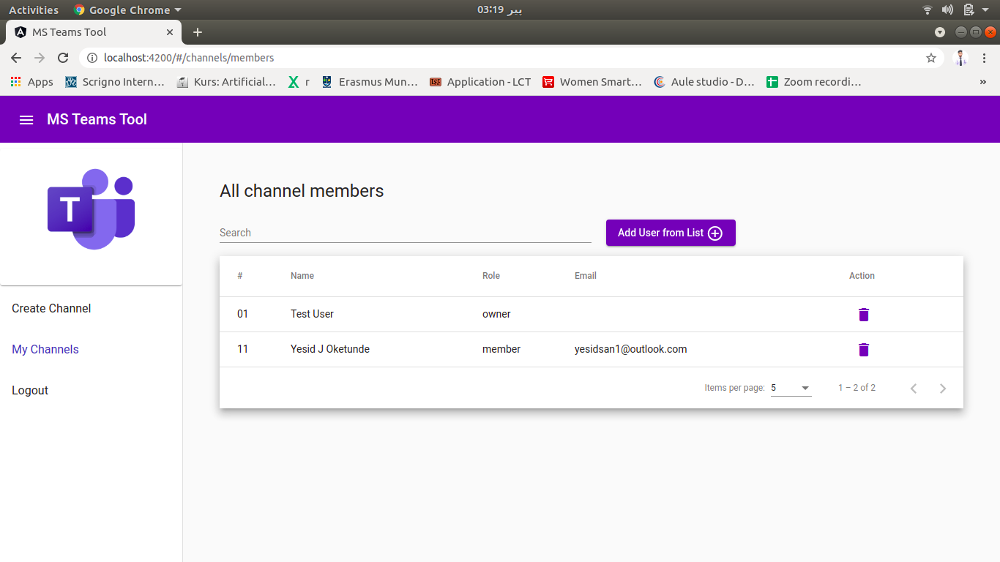 Activities Google Chrome پیر 03:19
MS Teams Tool
localhost:4200/#/channels/members
Apps Scrigno Intern... Kurs: Artificial... r Erasmus Mun... Application - LCT Women Smart... Aule studio - D... Zoom recordi... »
MS Teams Tool
T
Create Channel
My Channels
Logout
All channel members
Search Add User from List
# Name Role Email Action
01 Test User owner
11 Yesid J Oketunde member yesidsan1@outlook.com
Items per page: 5 1 – 2 of 2